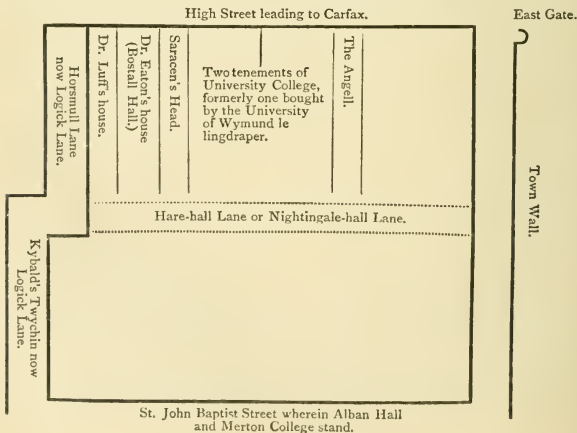 High Street leading to Carfax.
East Gate.
Horsmull Lane
now Logick Lane.
Dr. Luff's house.
Dr. Eaton's house
(Bostall Hall.)
Saracen's Head.
Two tenements of
University College,
formerly one bought
by the University
of Wymund le
lingdraper.
The Angell.
Town Wall.
Hare-hall Lane or Nightingale-hall Lane.
Kybald's Twychin now
Logick Lane.
St. John Baptist Street wherein Alban Hall
and Merton College stand.